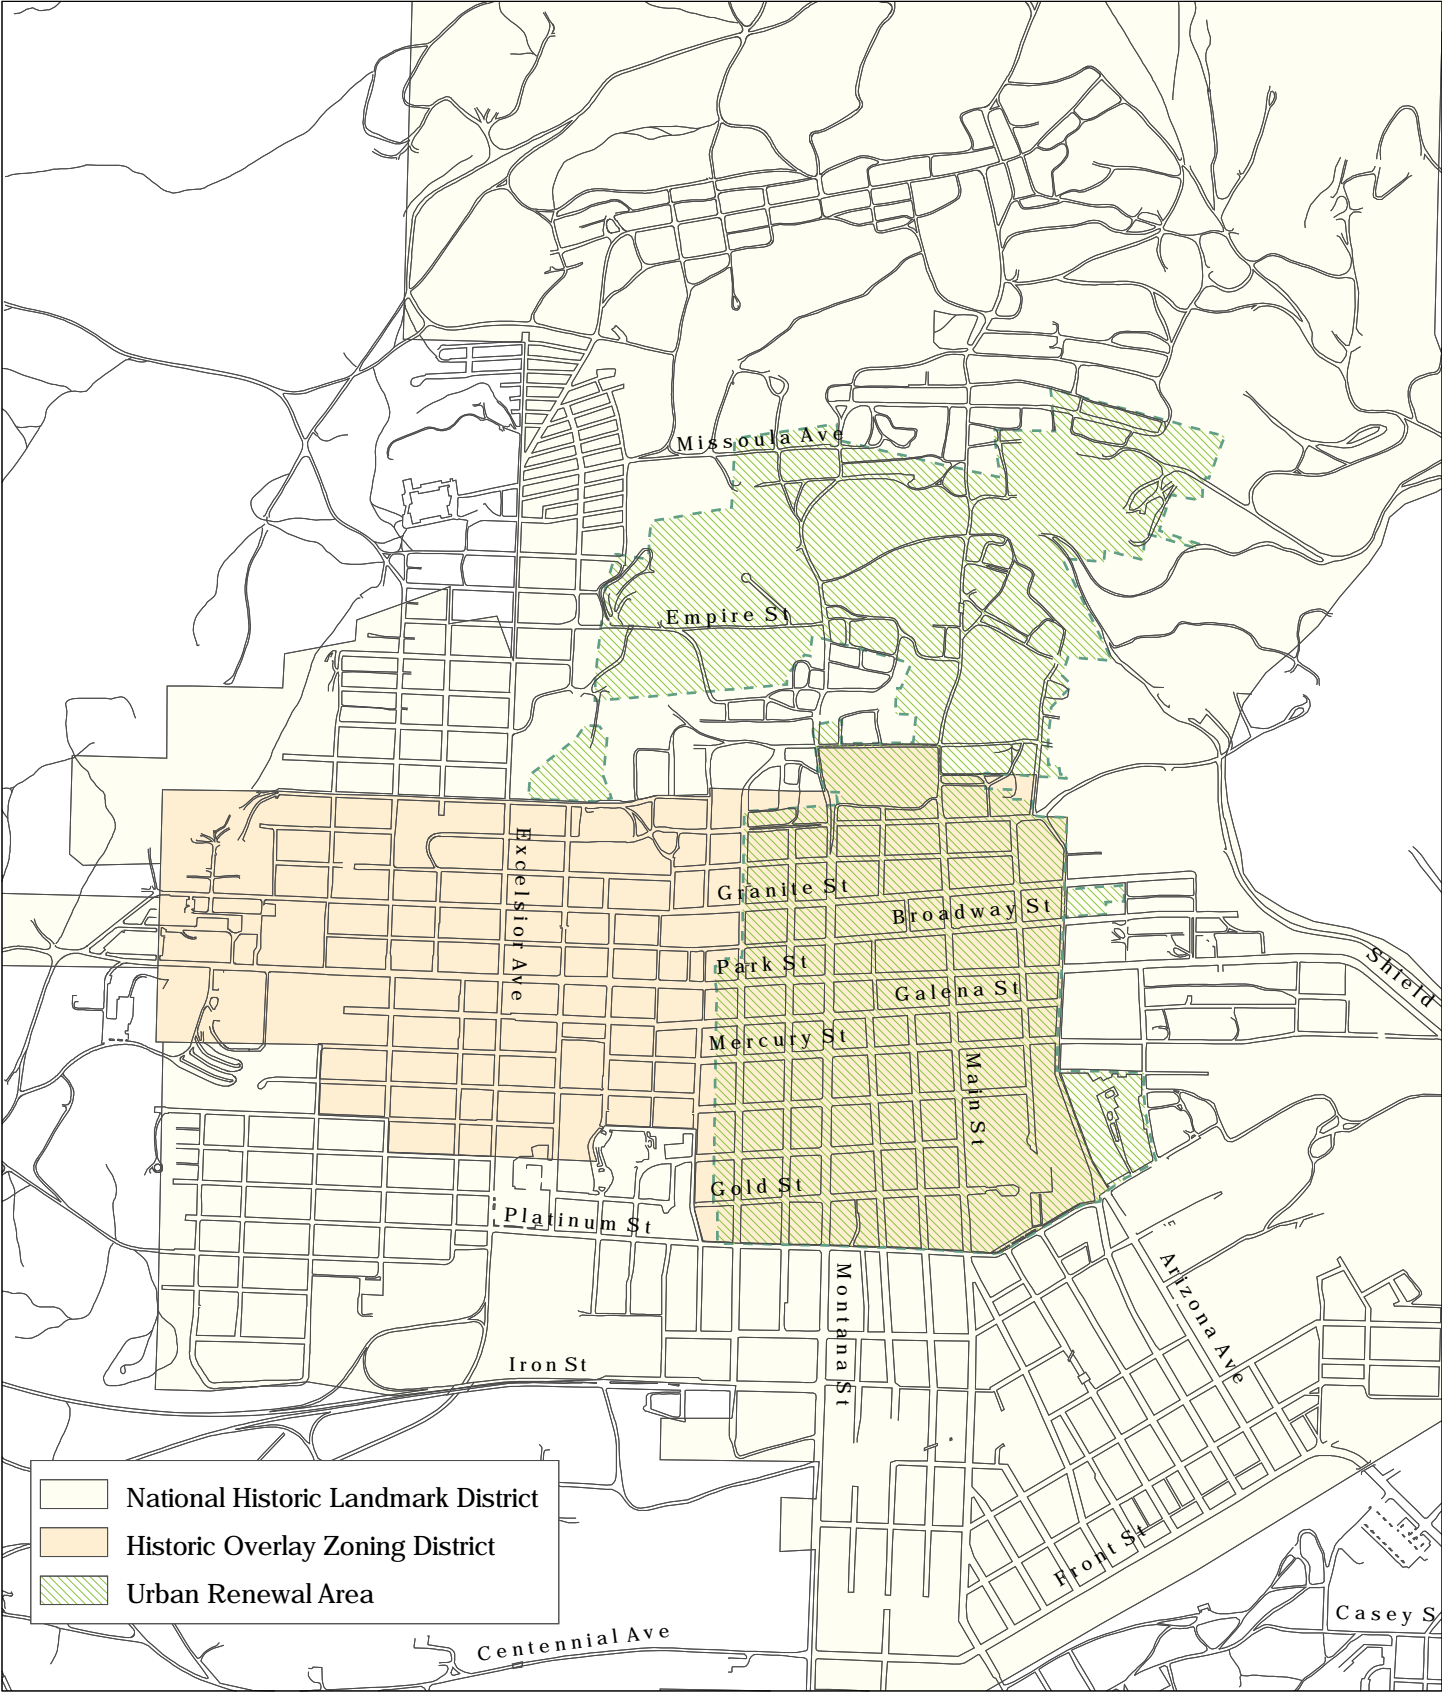 Missoula Ave
Empire St
Excelsior Ave
Granite St
Broadway St
Park St
Galena St
Shield
Mercury St
Main St
Gold St
Platinum St
Montana St
Arizona Ave
Iron St
National Historic Landmark District
Historic Overlay Zoning District
Urban Renewal Area
Front St
Casey S
Centennial Ave